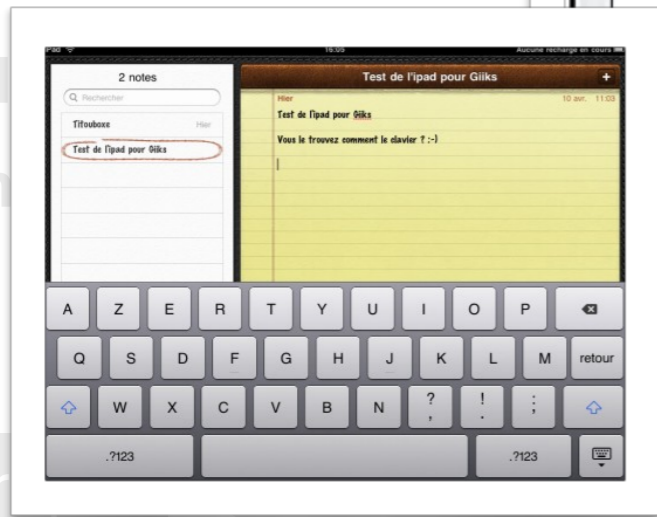 Pad 16:05 Aucune recharge en cours
2 notes
Test de l'ipad pour Giiks +
Rechercher
Hier 10 avr. 11:03
Titouboxe Hier
Test de l'ipad pour Giiks
Test de l'ipad pour Giiks
Vous le trouvez comment le clavier ? :-)
A Z E R T Y U I O P
Q S D F G H J K L M retour
W X C V B N ? , ! . : ;
.?123 .?123